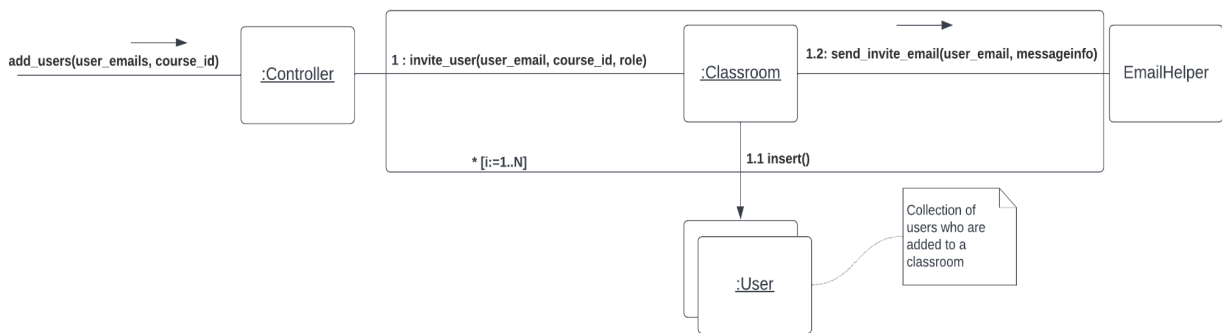 add_users(user_emails, course_id)
:Controller
1 : invite_user(user_email, course_id, role)
:Classroom
1.2: send_invite_email(user_email, messageinfo)
EmailHelper
* [i:=1..N]
1.1 insert()
:User
Collection of
users who are
added to a
classroom